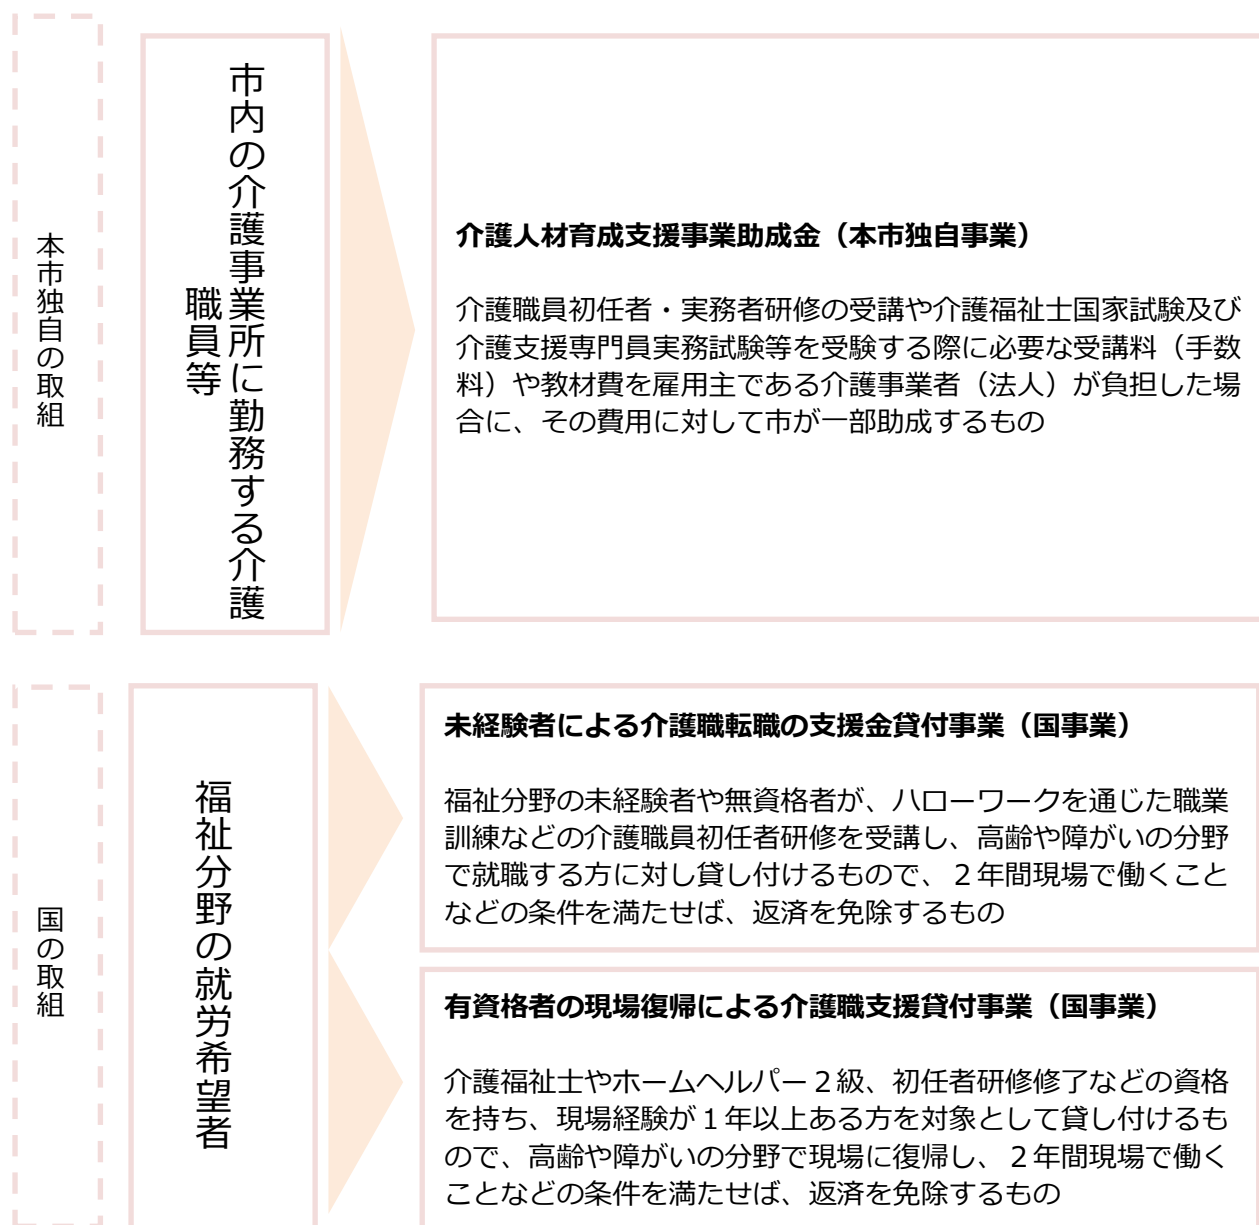 本市独自の取組
市内の介護事業所に勤務する介護
職員等
介護人材育成支援事業助成金（本市独自事業）
介護職員初任者・実務者研修の受講や介護福祉士国家試験及び
介護支援専門員実務試験等を受験する際に必要な受講料（手数
料）や教材費を雇用主である介護事業者（法人）が負担した場
合に、その費用に対して市が一部助成するもの
国の取組
福祉分野の就労希望者
未経験者による介護職転職の支援金貸付事業（国事業）
福祉分野の未経験者や無資格者が、ハローワークを通じた職業
訓練などの介護職員初任者研修を受講し、高齢や障がいの分野
で就職する方に対し貸し付けるもので、２年間現場で働くこと
などの条件を満たせば、返済を免除するもの
有資格者の現場復帰による介護職支援貸付事業（国事業）
介護福祉士やホームヘルパー２級、初任者研修修了などの資格
を持ち、現場経験が１年以上ある方を対象として貸し付けるも
ので、高齢や障がいの分野で現場に復帰し、２年間現場で働く
ことなどの条件を満たせば、返済を免除するもの